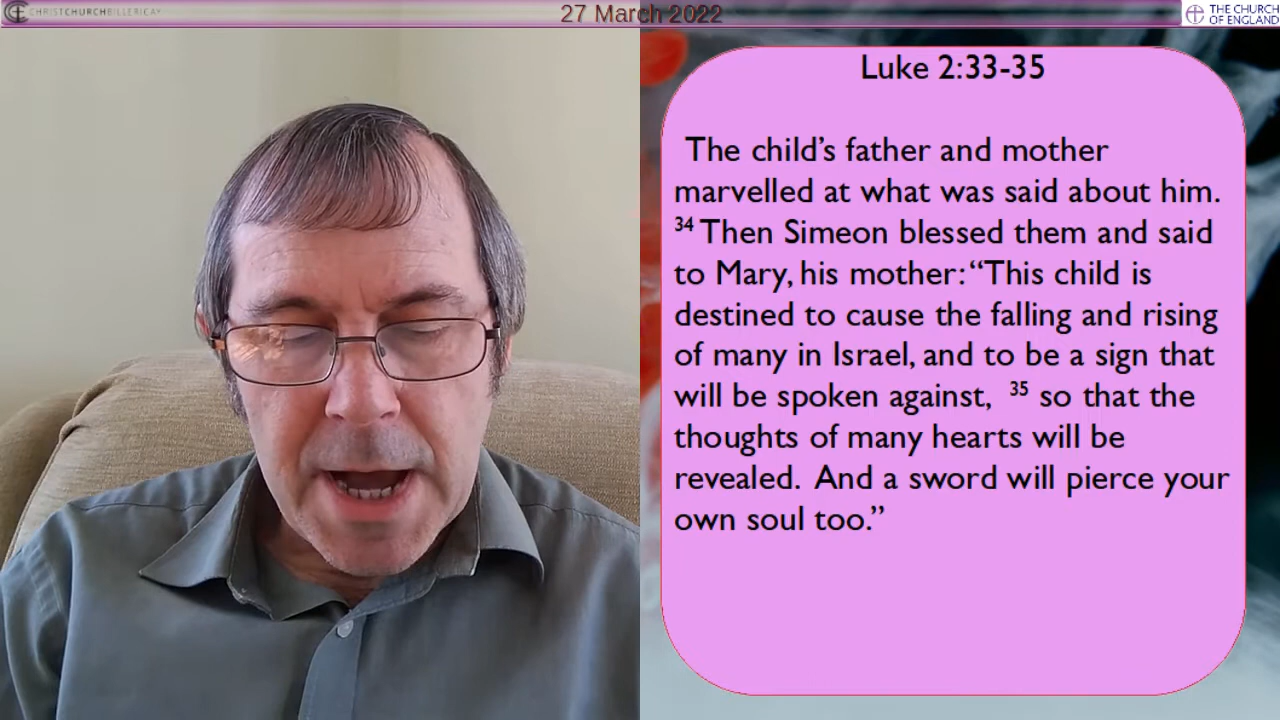 CHRISTCHURCHBILLERICAY
27 March 2022
THE CHURCH
OF ENGLAND
Luke 2:33-35
The child’s father and mother
marvelled at what was said about him.
34 Then Simeon blessed them and said
to Mary, his mother: “This child is
destined to cause the falling and rising
of many in Israel, and to be a sign that
will be spoken against, 35 so that the
thoughts of many hearts will be
revealed. And a sword will pierce your
own soul too.”